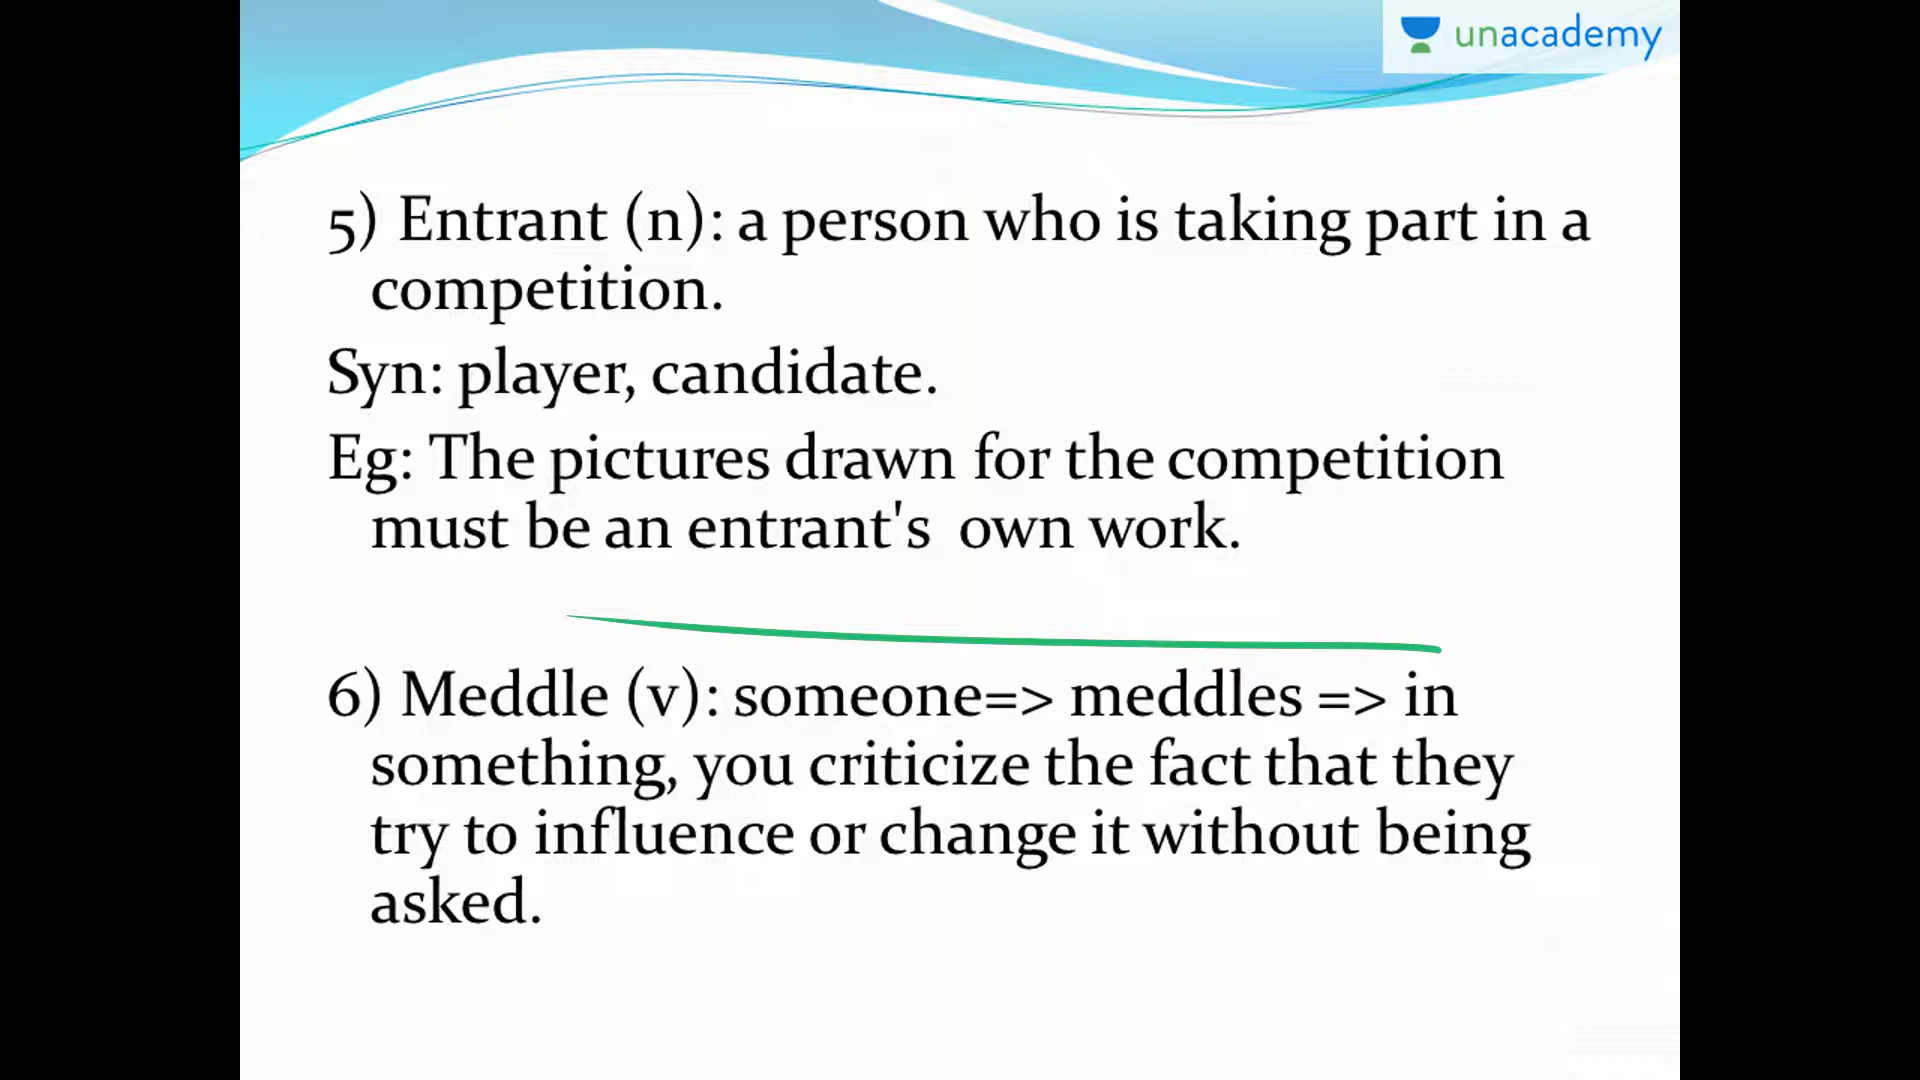 unacademy
5) Entrant (n): a person who is taking part in a
competition.
Syn: player, candidate.
Eg: The pictures drawn for the competition
must be an entrant's own work.
6) Meddle (v): someone=> meddles => in
something, you criticize the fact that they
try to influence or change it without being
asked.